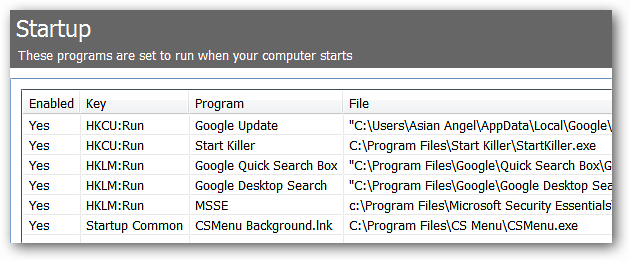 Startup
These programs are set to run when your computer starts
Enabled Key Program File
Yes HKCU:Run Google Update "C:\Users\Asian Angel\AppData\Local\Google\
Yes HKCU:Run Start Killer C:\Program Files\Start Killer\StartKiller.exe
Yes HKLM:Run Google Quick Search Box "C:\Program Files\Google\Quick Search Box\G
Yes HKLM:Run Google Desktop Search "C:\Program Files\Google\Google Desktop Sea
Yes HKLM:Run MSSE c:\Program Files\Microsoft Security Essentials\
Yes Startup Common CSMenu Background.lnk C:\Program Files\CS Menu\CSMenu.exe